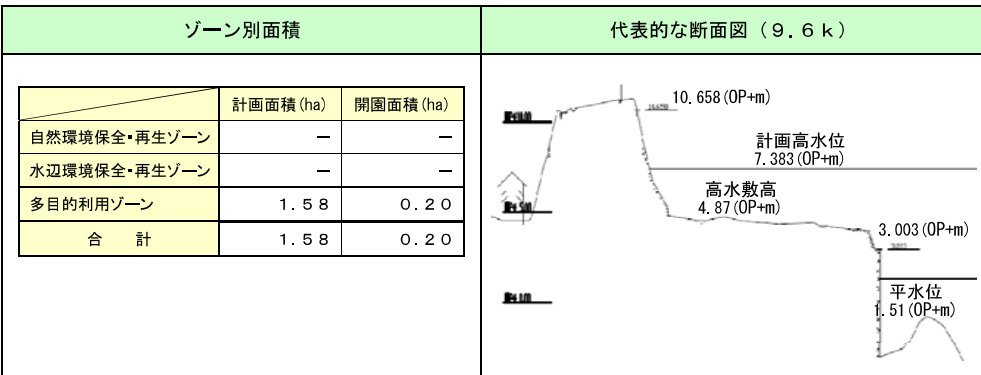 ゾーン別面積
代表的な断面図（９．６ｋ）
計画面積(ha) 開園面積(ha)
自然環境保全・再生ゾーン － －
水辺環境保全・再生ゾーン － －
多目的利用ゾーン １．５８ ０．２０
合　計 １．５８ ０．２０
10.658(OP+m)
計画高水位
7.383(OP+m)
高水敷高
4.87(OP+m)
3.003(OP+m)
平水位
1.51(OP+m)